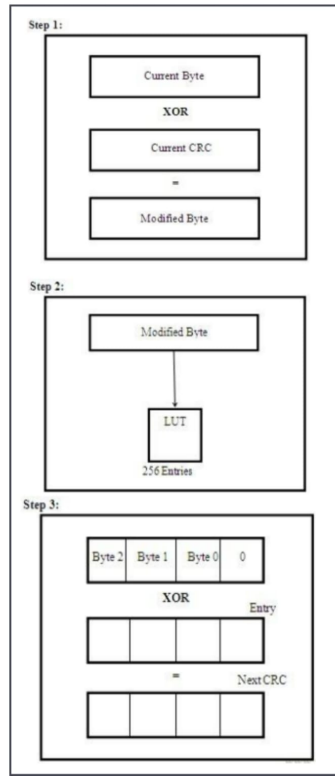 Step 1:
Current Byte
XOR
Current CRC
=
Modified Byte
Step 2:
Modified Byte
LUT
256 Entries
Step 3:
Byte 2 Byte 1 Byte 0 0
XOR
Entry
=
Next CRC